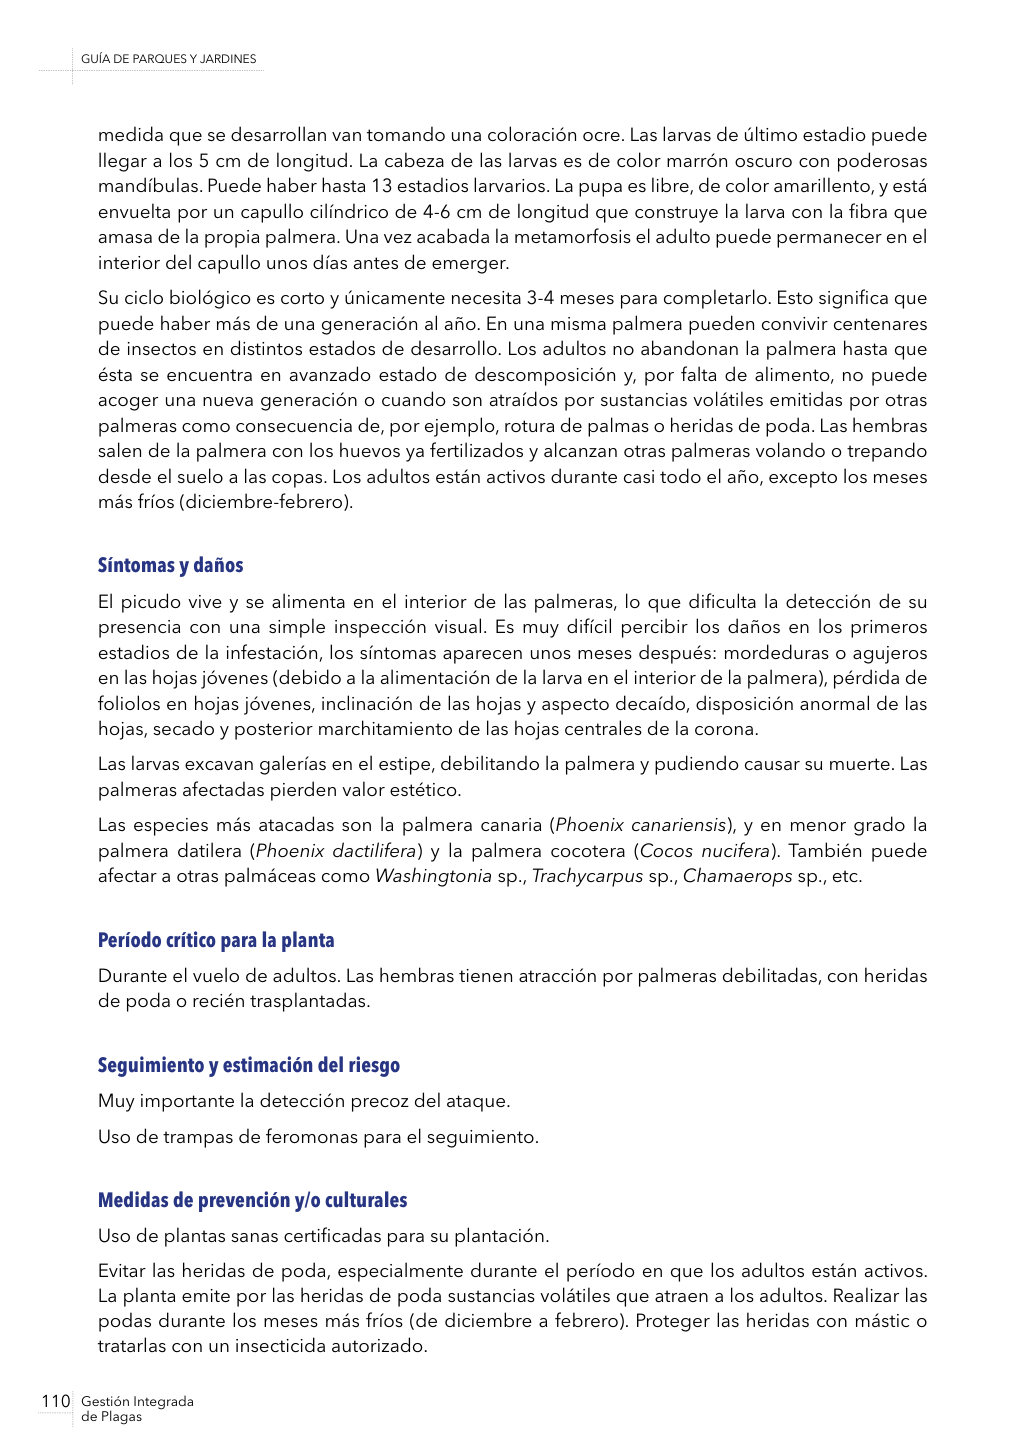 GUÍA DE PARQUES Y JARDINES
medida que se desarrollan van tomando una coloración ocre. Las larvas de último estadio puede
llegar a los 5 cm de longitud. La cabeza de las larvas es de color marrón oscuro con poderosas
mandíbulas. Puede haber hasta 13 estadios larvarios. La pupa es libre, de color amarillento, y está
envuelta por un capullo cilíndrico de 4-6 cm de longitud que construye la larva con la fibra que
amasa de la propia palmera. Una vez acabada la metamorfosis el adulto puede permanecer en el
interior del capullo unos días antes de emerger.
Su ciclo biológico es corto y únicamente necesita 3-4 meses para completarlo. Esto significa que
puede haber más de una generación al año. En una misma palmera pueden convivir centenares
de insectos en distintos estados de desarrollo. Los adultos no abandonan la palmera hasta que
ésta se encuentra en avanzado estado de descomposición y, por falta de alimento, no puede
acoger una nueva generación o cuando son atraídos por sustancias volátiles emitidas por otras
palmeras como consecuencia de, por ejemplo, rotura de palmas o heridas de poda. Las hembras
salen de la palmera con los huevos ya fertilizados y alcanzan otras palmeras volando o trepando
desde el suelo a las copas. Los adultos están activos durante casi todo el año, excepto los meses
más fríos (diciembre-febrero).
Síntomas y daños
El picudo vive y se alimenta en el interior de las palmeras, lo que dificulta la detección de su
presencia con una simple inspección visual. Es muy difícil percibir los daños en los primeros
estadios de la infestación, los síntomas aparecen unos meses después: mordeduras o agujeros
en las hojas jóvenes (debido a la alimentación de la larva en el interior de la palmera), pérdida de
foliolos en hojas jóvenes, inclinación de las hojas y aspecto decaído, disposición anormal de las
hojas, secado y posterior marchitamiento de las hojas centrales de la corona.
Las larvas excavan galerías en el estipe, debilitando la palmera y pudiendo causar su muerte. Las
palmeras afectadas pierden valor estético.
Las especies más atacadas son la palmera canaria (Phoenix canariensis), y en menor grado la
palmera datilera (Phoenix dactilifera) y la palmera cocotera (Cocos nucifera). También puede
afectar a otras palmáceas como Washingtonia sp., Trachycarpus sp., Chamaerops sp., etc.
Período crítico para la planta
Durante el vuelo de adultos. Las hembras tienen atracción por palmeras debilitadas, con heridas
de poda o recién trasplantadas.
Seguimiento y estimación del riesgo
Muy importante la detección precoz del ataque.
Uso de trampas de feromonas para el seguimiento.
Medidas de prevención y/o culturales
Uso de plantas sanas certificadas para su plantación.
Evitar las heridas de poda, especialmente durante el período en que los adultos están activos.
La planta emite por las heridas de poda sustancias volátiles que atraen a los adultos. Realizar las
podas durante los meses más fríos (de diciembre a febrero). Proteger las heridas con mástic o
tratarlas con un insecticida autorizado.
110 Gestión Integrada
de Plagas